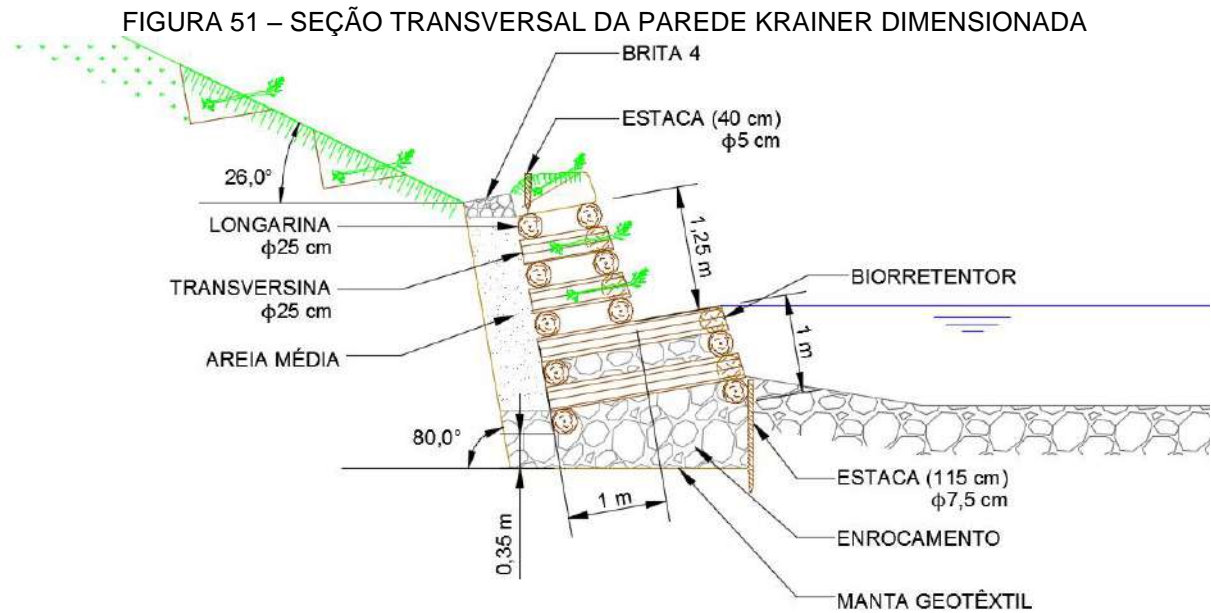 FIGURA 51 – SEÇÃO TRANSVERSAL DA PAREDE KRAINER DIMENSIONADA
BRITA 4
ESTACA (40 cm)
ϕ5 cm
26,0°
LONGARINA
ϕ25 cm
1,25 m
TRANSVERSINA
ϕ25 cm
BIORRETENTOR
AREIA MÉDIA
1 m
80,0°
ESTACA (115 cm)
ϕ7,5 cm
1 m
0,35 m
ENROCAMENTO
MANTA GEOTÊXTIL